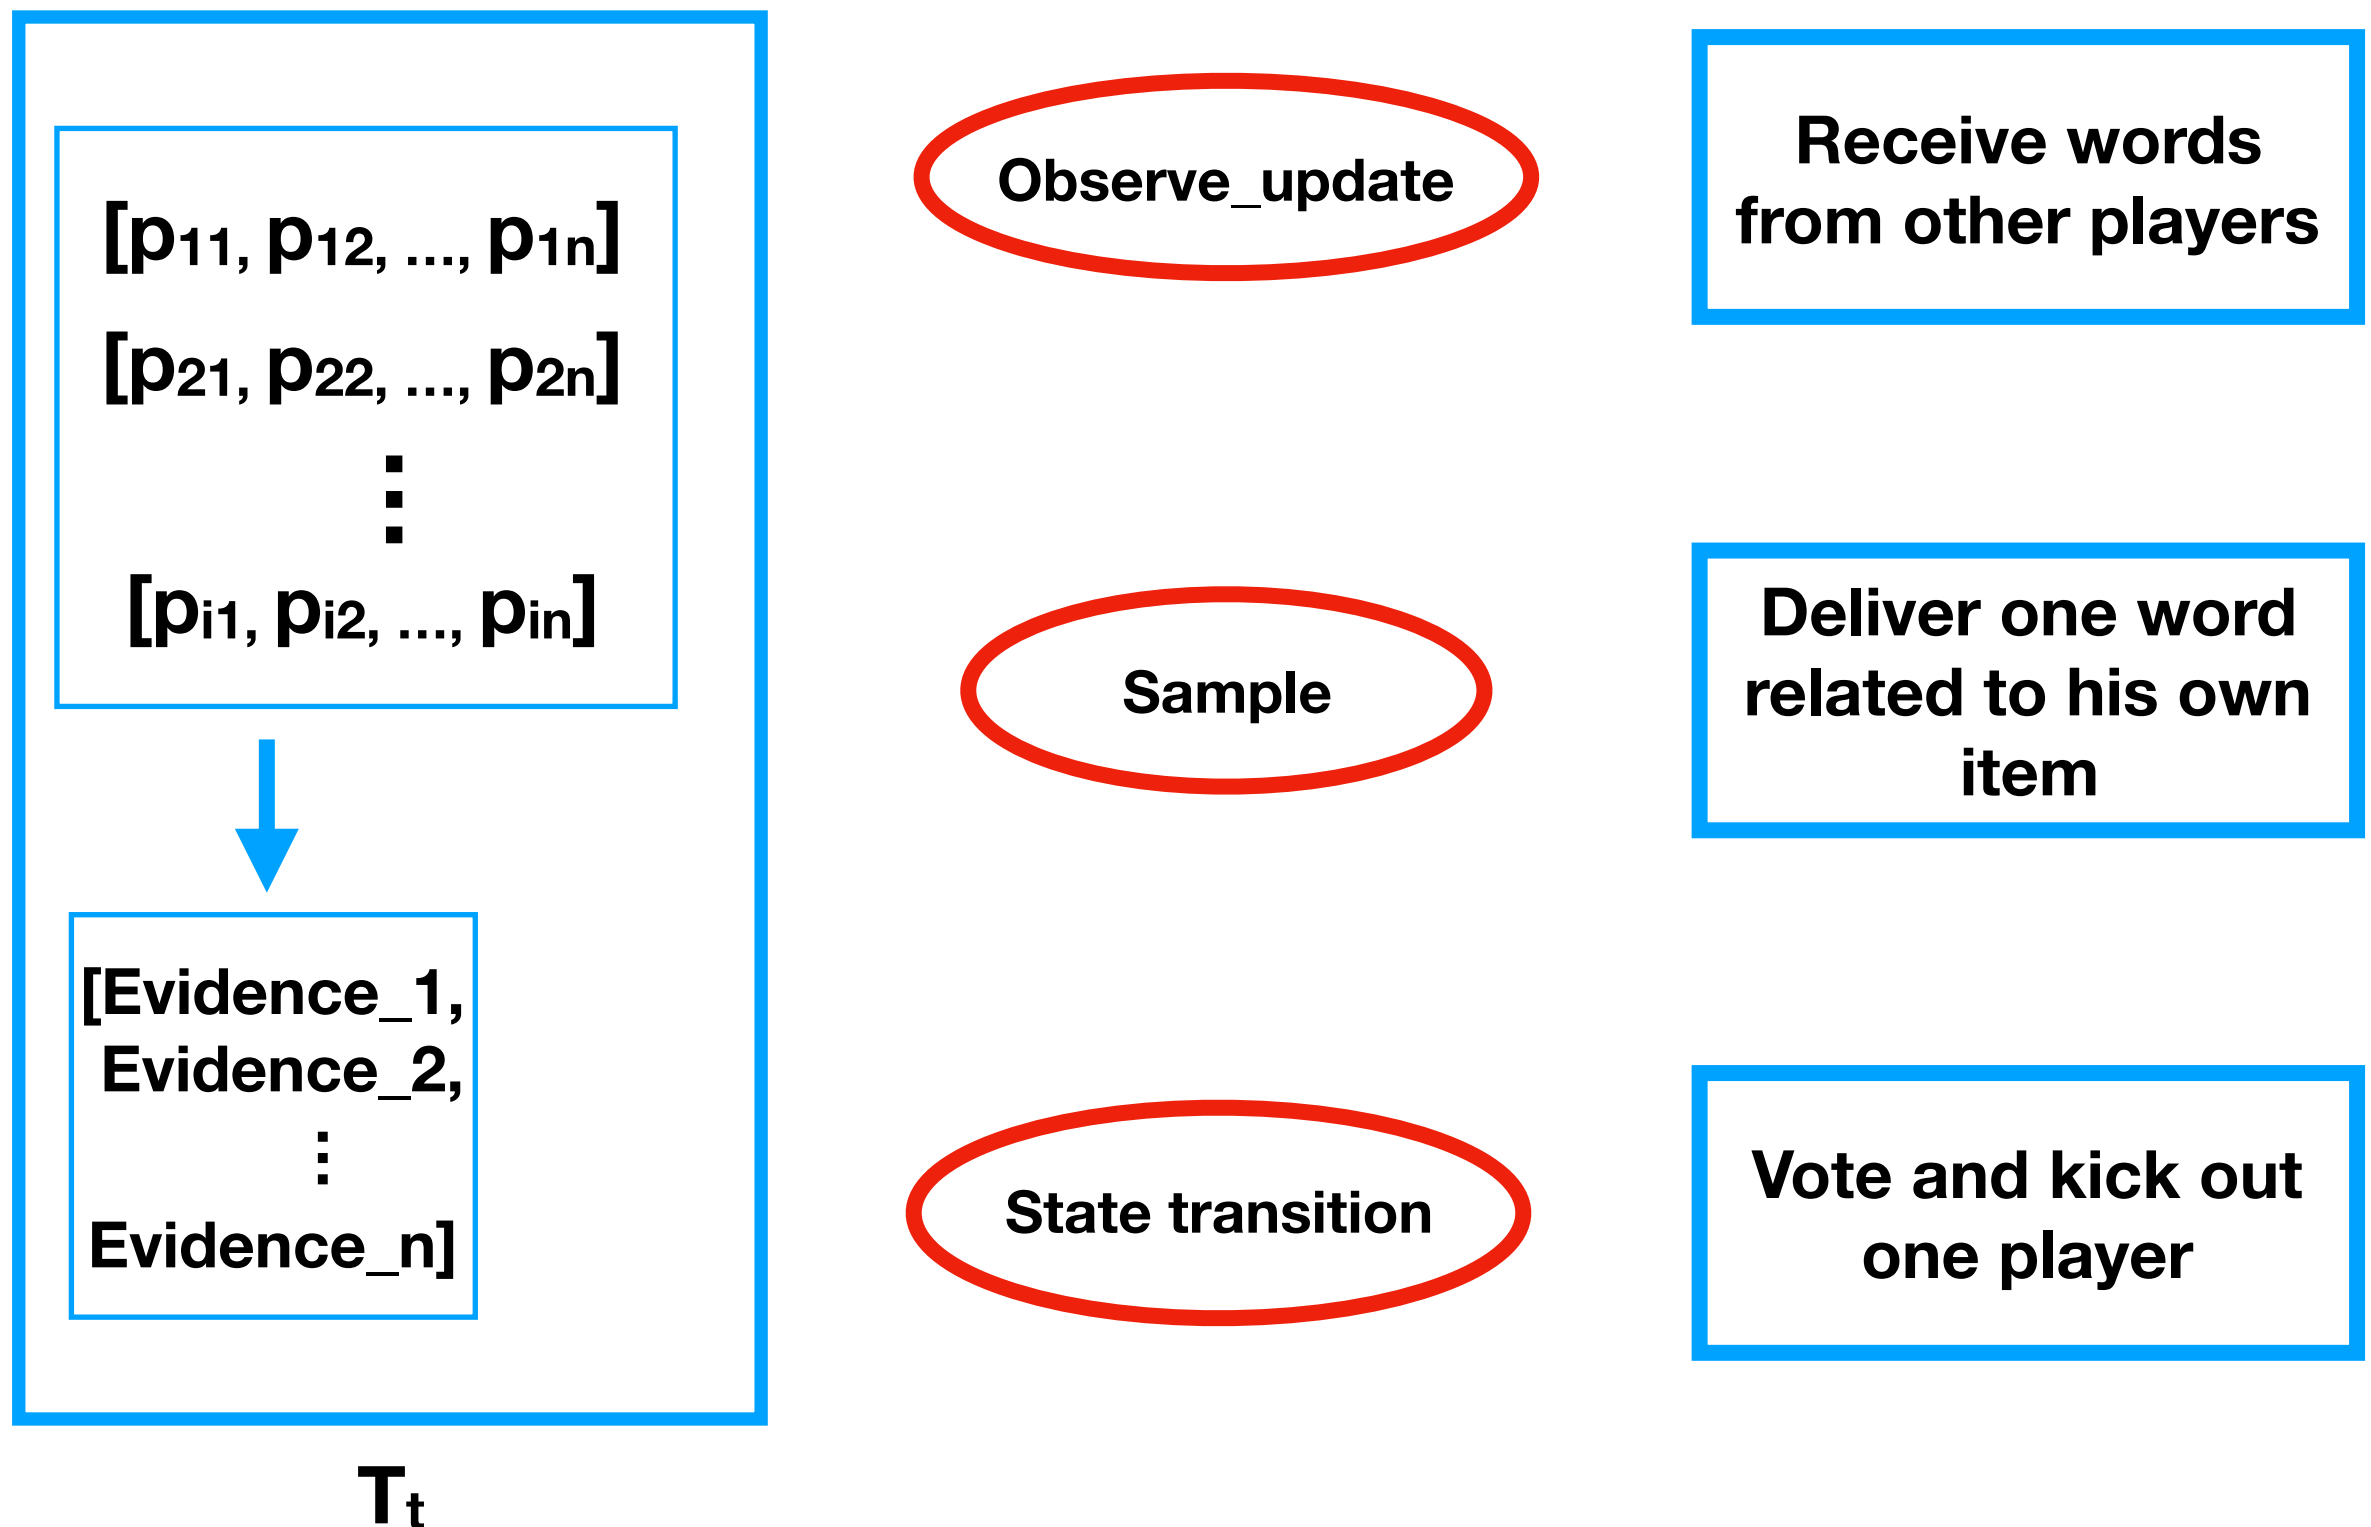 [p11, p12, ..., p1n]
[p21, p22, ..., p2n]
⋮
[pi1, pi2, ..., pin]
[Evidence_1,
Evidence_2,
⋮
Evidence_n]
Tt
Observe_update
Sample
State transition
Receive words
from other players
Deliver one word
related to his own
item
Vote and kick out
one player